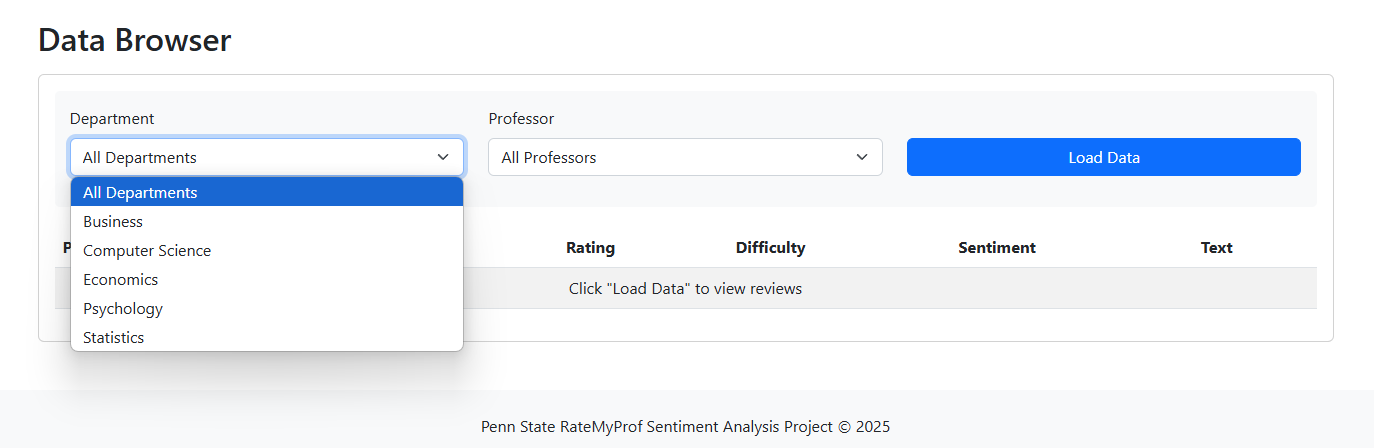 Data Browser
Department
Professor
All Departments
All Professors
Load Data
All Departments
Business
Computer Science
Economics
Psychology
Statistics
P
Rating
Difficulty
Sentiment
Text
Click "Load Data" to view reviews
Penn State RateMyProf Sentiment Analysis Project © 2025